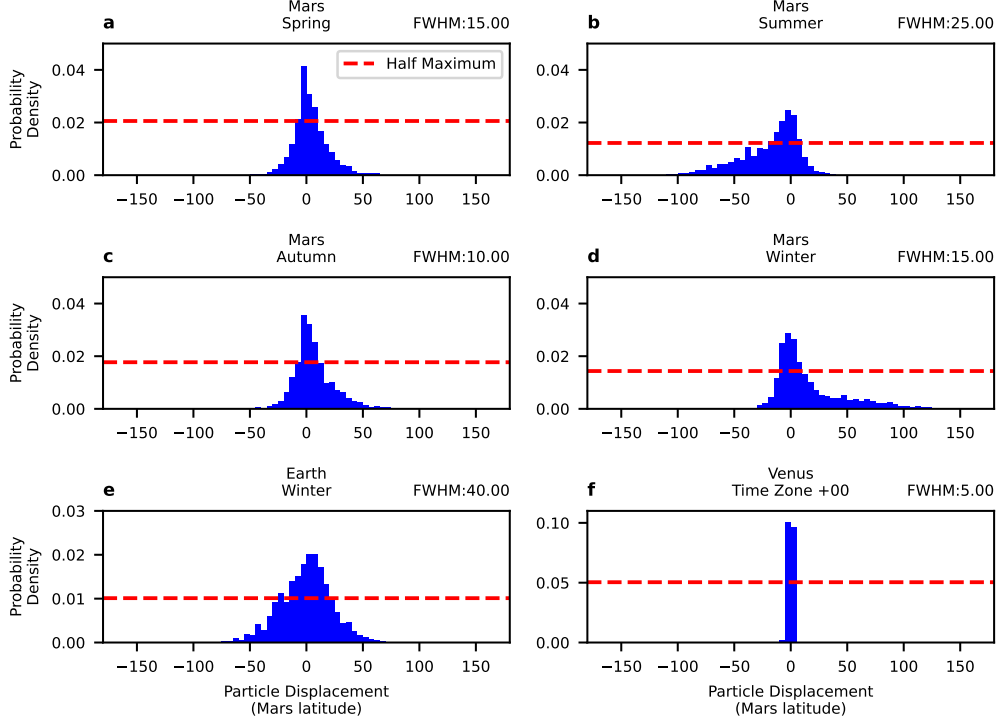 a
Mars
Spring
FWHM:15.00
Probability
Density
0.04
0.02
0.00
Half Maximum
−150 −100 −50 0 50 100 150
b
Mars
Summer
FWHM:25.00
0.04
0.02
0.00
−150 −100 −50 0 50 100 150
c
Mars
Autumn
FWHM:10.00
Probability
Density
0.04
0.02
0.00
−150 −100 −50 0 50 100 150
d
Mars
Winter
FWHM:15.00
0.04
0.02
0.00
−150 −100 −50 0 50 100 150
e
Earth
Winter
FWHM:40.00
Probability
Density
0.03
0.02
0.01
0.00
−150 −100 −50 0 50 100 150
Particle Displacement
(Mars latitude)
f
Venus
Time Zone +00
FWHM:5.00
0.10
0.05
0.00
−150 −100 −50 0 50 100 150
Particle Displacement
(Mars latitude)